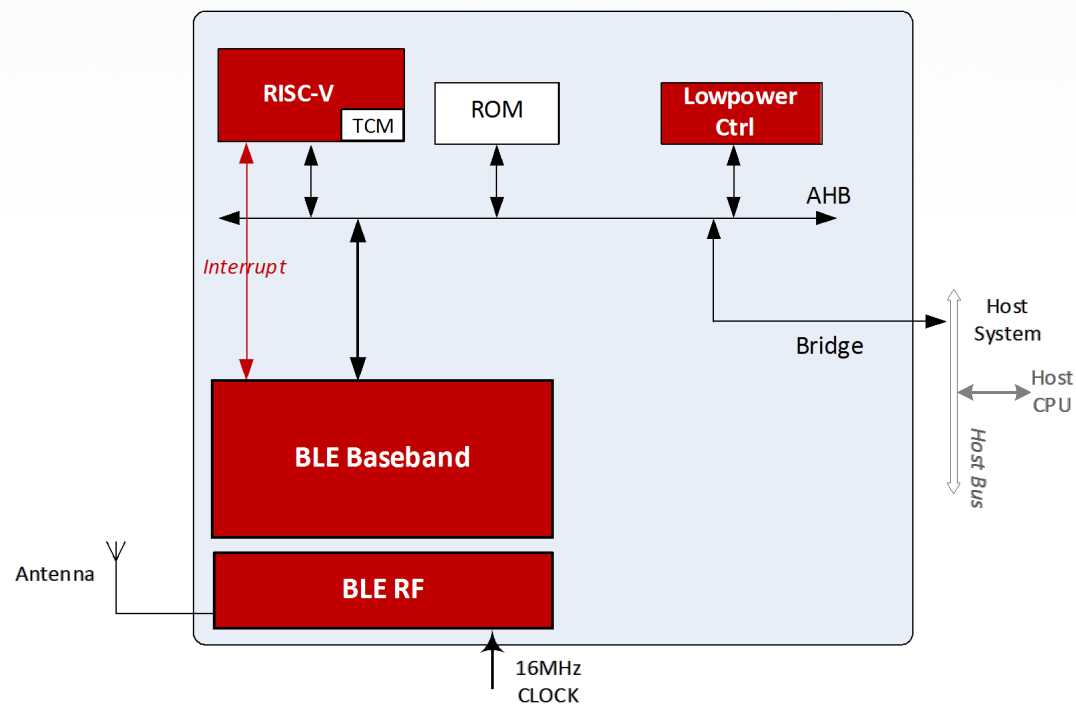 RISC-V
TCM
ROM
Lowpower
Ctrl
AHB
Interrupt
Host
System
Bridge
Host
CPU
Host Bus
BLE Baseband
Antenna
BLE RF
16MHz
CLOCK